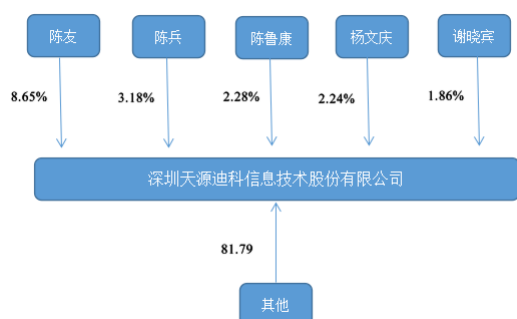 陈友
陈兵
陈鲁康
杨文庆
谢晓宾
8.65%
3.18%
2.28%
2.24%
1.86%
深圳天源迪科信息技术股份有限公司
81.79
其他